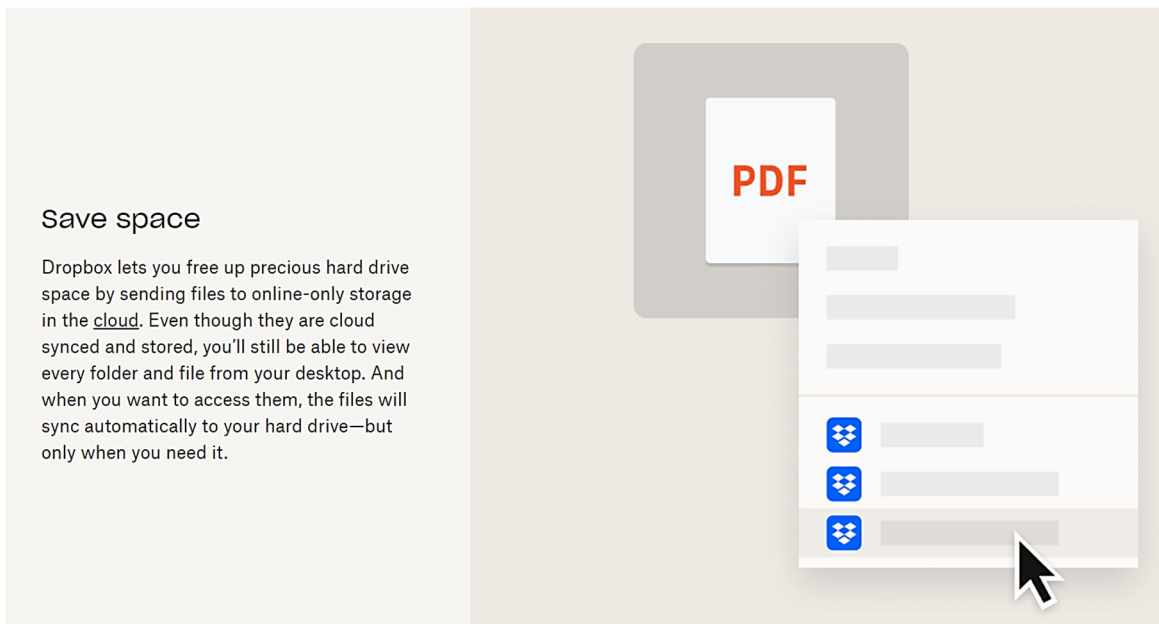 Save space
Dropbox lets you free up precious hard drive
space by sending files to online-only storage
in the cloud. Even though they are cloud
synced and stored, you’ll still be able to view
every folder and file from your desktop. And
when you want to access them, the files will
sync automatically to your hard drive—but
only when you need it.
PDF